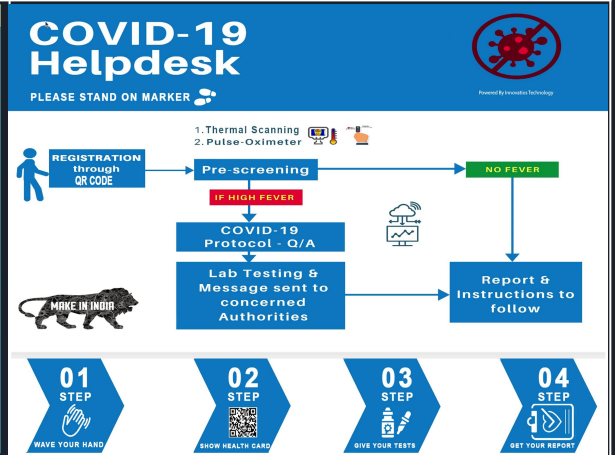 COVID-19
Helpdesk
PLEASE STAND ON MARKER
Powered By Innovatics Technology
1.Thermal Scanning
2.Pulse-Oximeter
REGISTRATION
through
QR CODE
Pre-screening
NO FEVER
IF HIGH FEVER
COVID-19
Protocol - Q/A
Lab Testing &
Message sent to
concerned
Authorities
Report &
Instructions to
follow
MAKE IN INDIA
01
STEP
WAVE YOUR HAND
02
STEP
SHOW HEALTH CARD
03
STEP
GIVE YOUR TESTS
04
STEP
GET YOUR REPORT